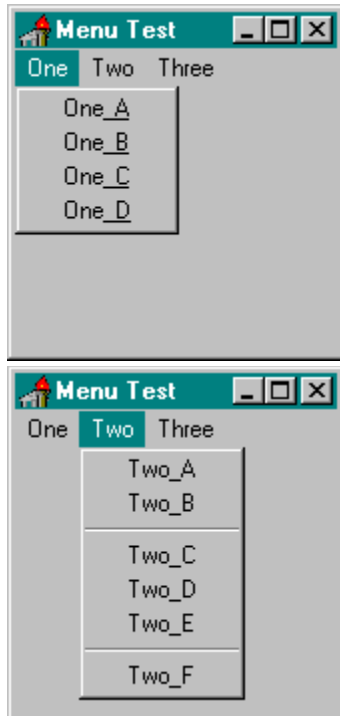 Menu Test
One Two Three
One_A
One_B
One_C
One_D
Menu Test
One Two Three
Two_A
Two_B
Two_C
Two_D
Two_E
Two_F